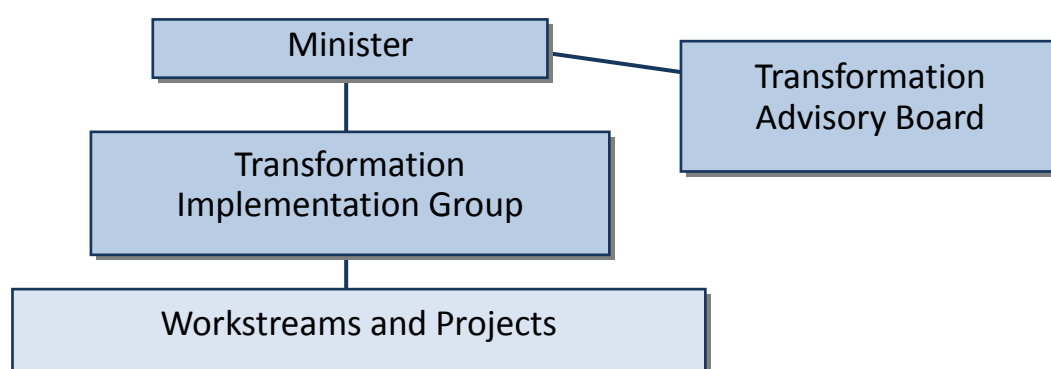 Minister
Transformation
Advisory Board
Transformation
Implementation Group
Workstreams and Projects